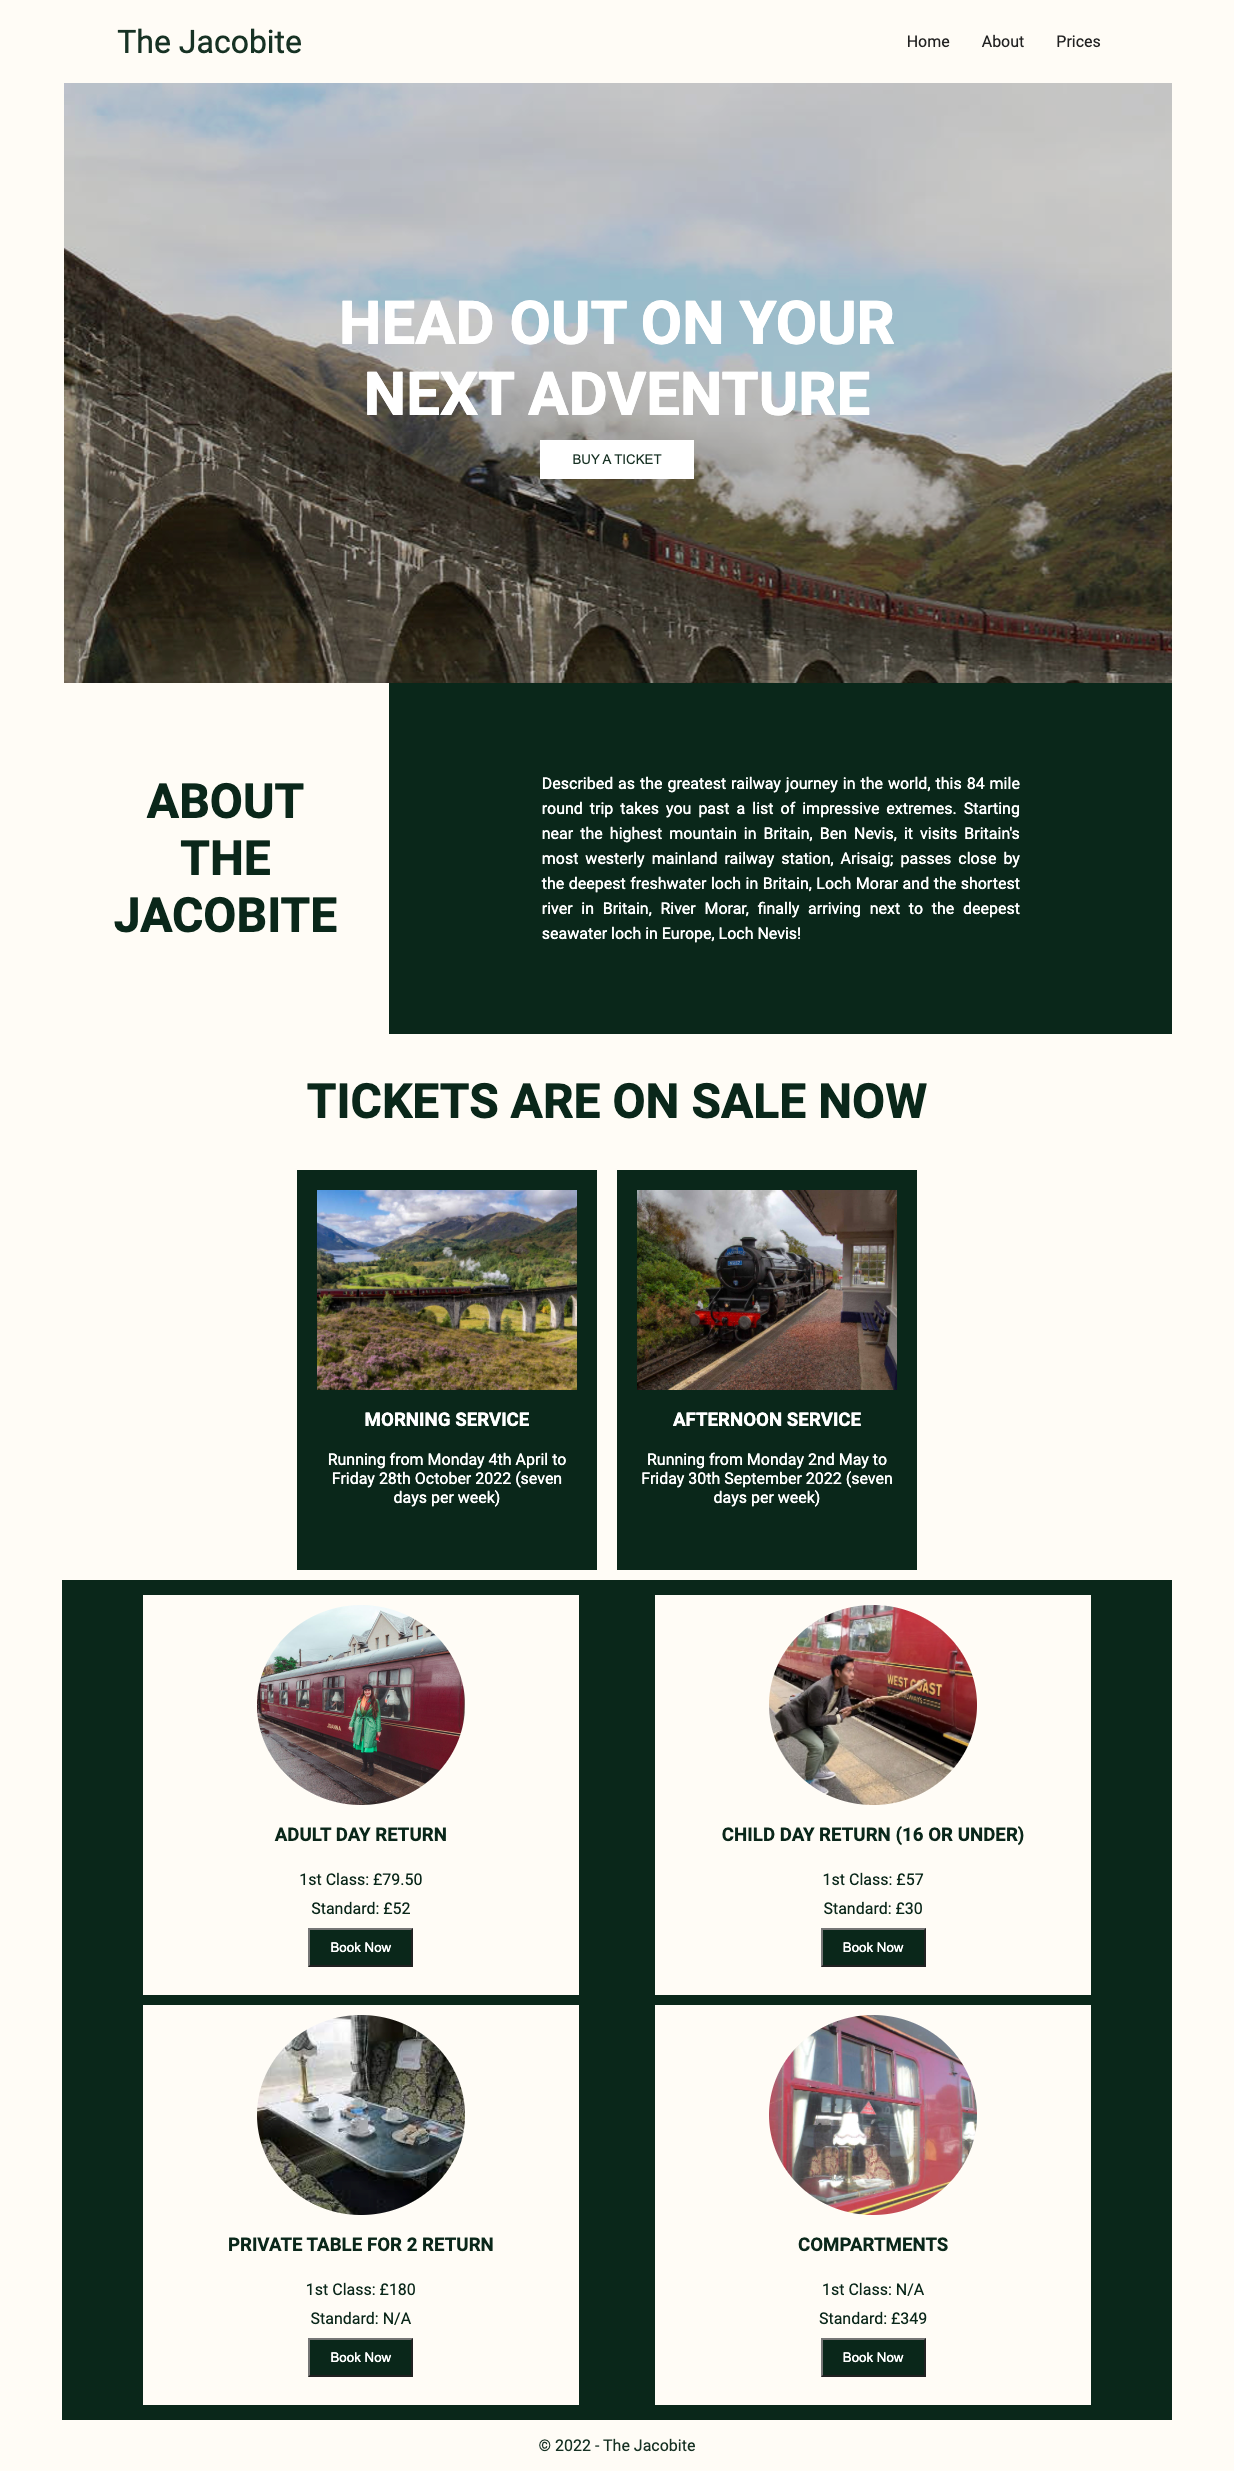 The Jacobite
Home About Prices
HEAD OUT ON YOUR
NEXT ADVENTURE
BUY A TICKET
ABOUT
THE
JACOBITE
Described as the greatest railway journey in the world, this 84 mile
round trip takes you past a list of impressive extremes. Starting
near the highest mountain in Britain, Ben Nevis, it visits Britain's
most westerly mainland railway station, Arisaig; passes close by
the deepest freshwater loch in Britain, Loch Morar and the shortest
river in Britain, River Morar, finally arriving next to the deepest
seawater loch in Europe, Loch Nevis!
TICKETS ARE ON SALE NOW
MORNING SERVICE
Running from Monday 4th April to
Friday 28th October 2022 (seven
days per week)
AFTERNOON SERVICE
Running from Monday 2nd May to
Friday 30th September 2022 (seven
days per week)
ADULT DAY RETURN
1st Class: £79.50
Standard: £52
Book Now
WEST COAST
CHILD DAY RETURN (16 OR UNDER)
1st Class: £57
Standard: £30
Book Now
PRIVATE TABLE FOR 2 RETURN
1st Class: £180
Standard: N/A
Book Now
COMPARTMENTS
1st Class: N/A
Standard: £349
Book Now
© 2022 - The Jacobite